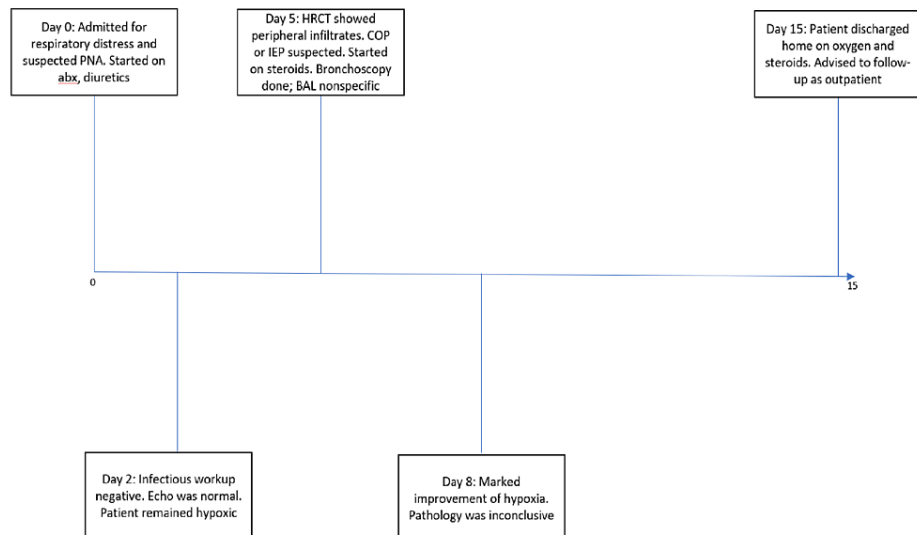 Day 0: Admitted for
respiratory distress and
suspected PNA. Started on
abx, diuretics
Day 5: HRCT showed
peripheral infiltrates. COP
or IEP suspected. Started
on steroids. Bronchoscopy
done; BAL nonspecific
Day 15: Patient discharged
home on oxygen and
steroids. Advised to follow-
up as outpatient
0
15
Day 2: Infectious workup
negative. Echo was normal.
Patient remained hypoxic
Day 8: Marked
improvement of hypoxia.
Pathology was inconclusive